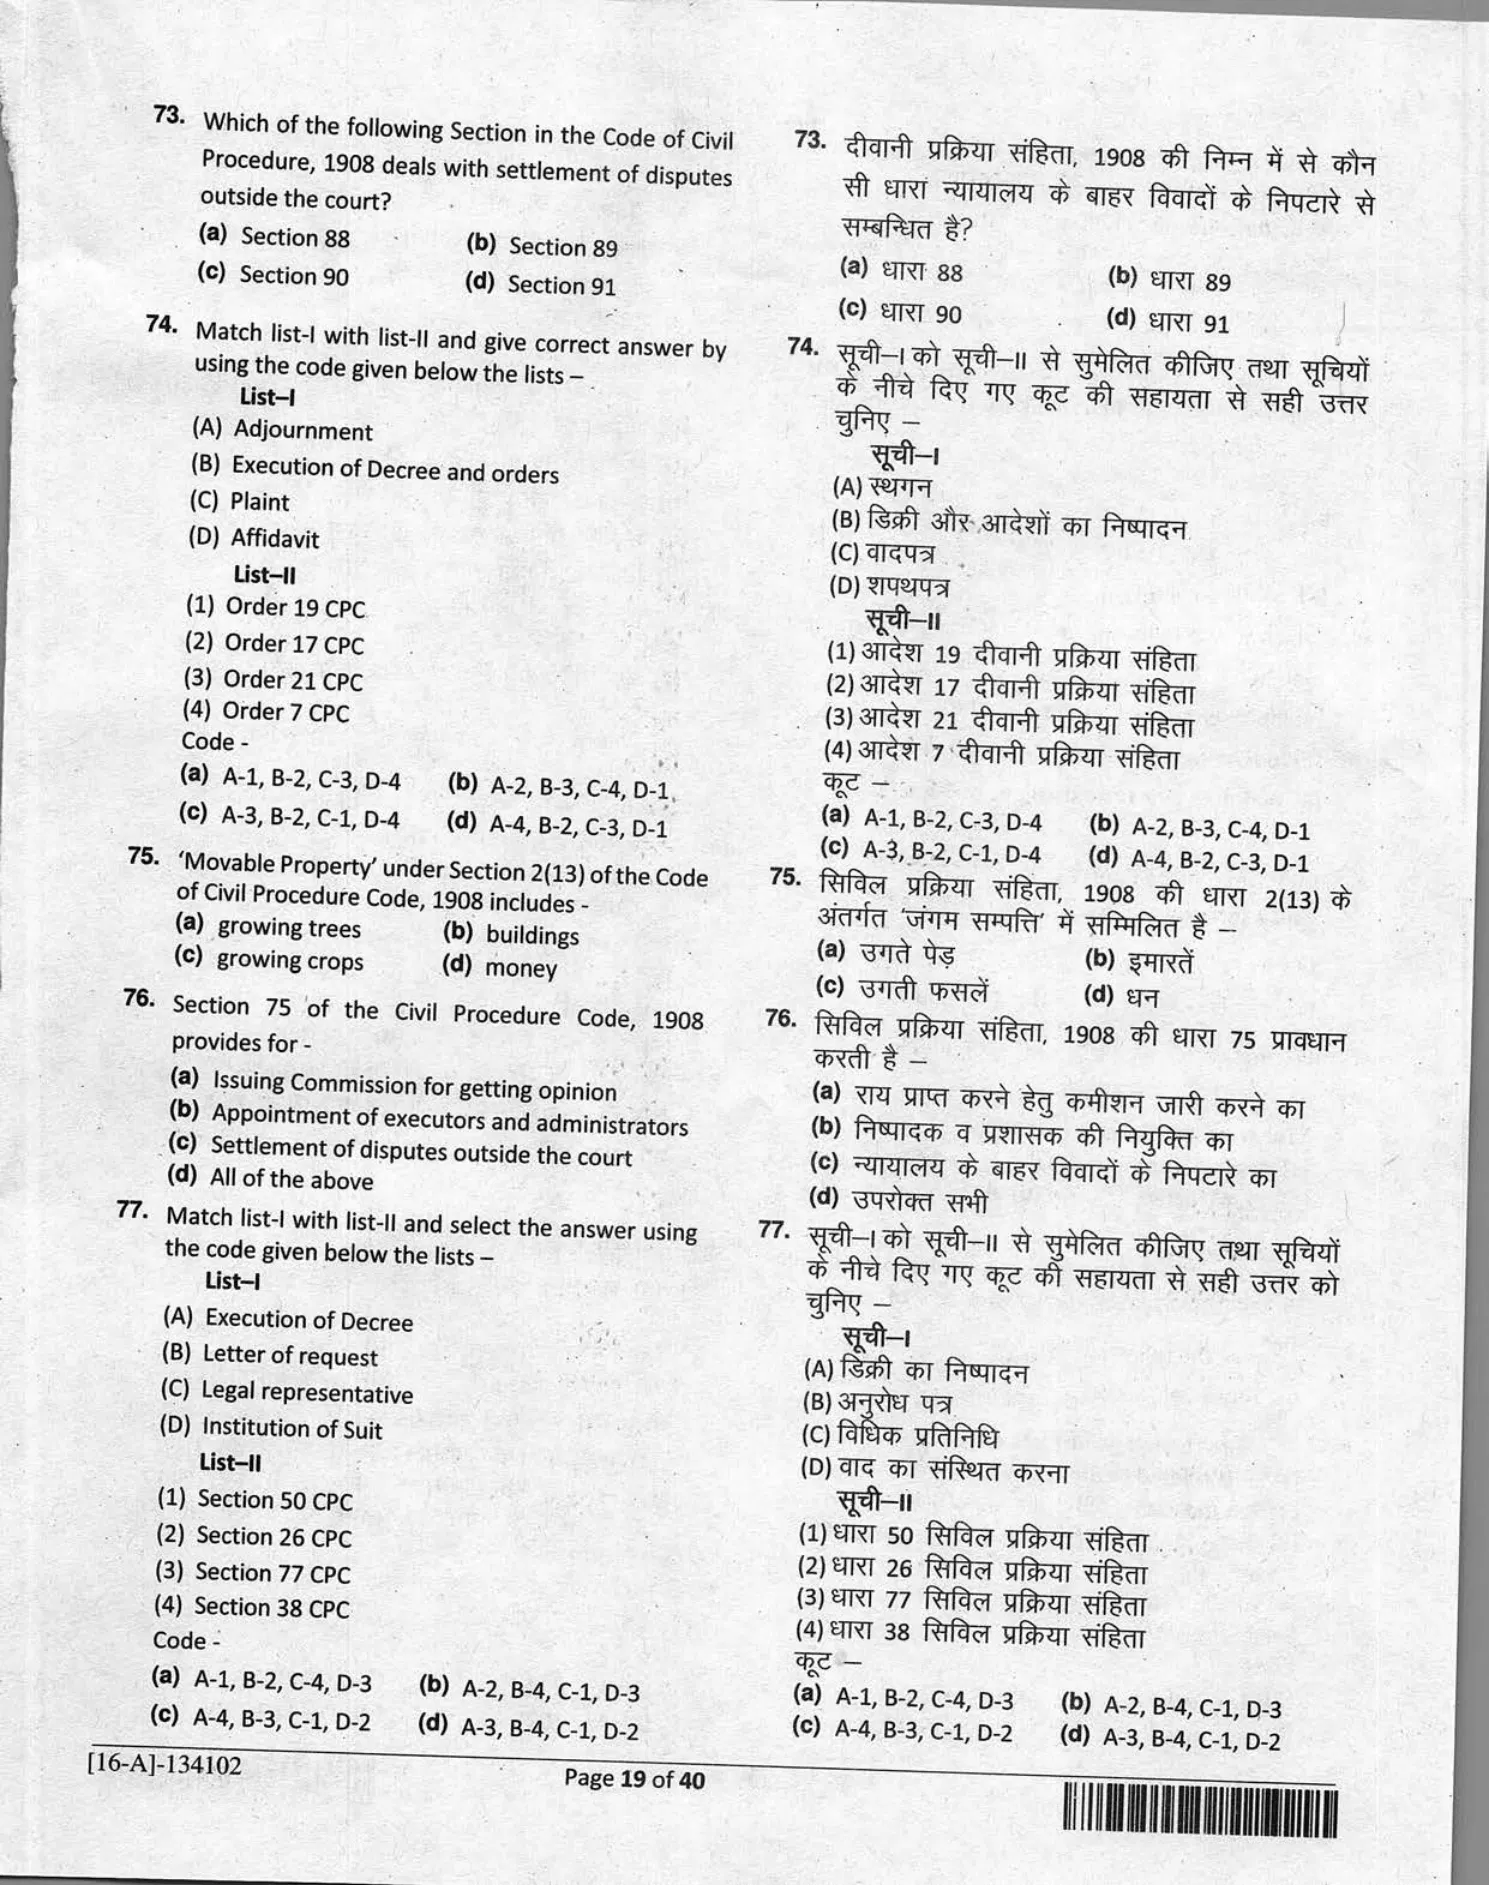 73. Which of the following Section in the Code of Civil
Procedure, 1908 deals with settlement of disputes
outside the court?
(a) Section 88 (b) Section 89
(c) Section 90 (d) Section 91
74. Match list-I with list-II and give correct answer by
using the code given below the lists –
List–I
(A) Adjournment
(B) Execution of Decree and orders
(C) Plaint
(D) Affidavit
List–II
(1) Order 19 CPC
(2) Order 17 CPC
(3) Order 21 CPC
(4) Order 7 CPC
Code -
(a) A-1, B-2, C-3, D-4 (b) A-2, B-3, C-4, D-1
(c) A-3, B-2, C-1, D-4 (d) A-4, B-2, C-3, D-1
75. ‘Movable Property’ under Section 2(13) of the Code
of Civil Procedure Code, 1908 includes -
(a) growing trees (b) buildings
(c) growing crops (d) money
76. Section 75 of the Civil Procedure Code, 1908
provides for -
(a) Issuing Commission for getting opinion
(b) Appointment of executors and administrators
(c) Settlement of disputes outside the court
(d) All of the above
77. Match list-I with list-II and select the answer using
the code given below the lists –
List–I
(A) Execution of Decree
(B) Letter of request
(C) Legal representative
(D) Institution of Suit
List–II
(1) Section 50 CPC
(2) Section 26 CPC
(3) Section 77 CPC
(4) Section 38 CPC
Code -
(a) A-1, B-2, C-4, D-3 (b) A-2, B-4, C-1, D-3
(c) A-4, B-3, C-1, D-2 (d) A-3, B-4, C-1, D-2
73. दीवानी प्रक्रिया संहिता, 1908 की निम्न में से कौन
सी धारा न्यायालय के बाहर विवादों के निपटारे से
सम्बन्धित है?
(a) धारा 88 (b) धारा 89
(c) धारा 90 (d) धारा 91
74. सूची–I को सूची–II से सुमेलित कीजिए तथा सूचियों
के नीचे दिए गए कूट की सहायता से सही उत्तर
चुनिए –
सूची–I
(A) स्थगन
(B) डिक्री और आदेशों का निष्पादन
(C) वादपत्र
(D) शपथपत्र
सूची–II
(1) आदेश 19 दीवानी प्रक्रिया संहिता
(2) आदेश 17 दीवानी प्रक्रिया संहिता
(3) आदेश 21 दीवानी प्रक्रिया संहिता
(4) आदेश 7 दीवानी प्रक्रिया संहिता
कूट –
(a) A-1, B-2, C-3, D-4 (b) A-2, B-3, C-4, D-1
(c) A-3, B-2, C-1, D-4 (d) A-4, B-2, C-3, D-1
75. सिविल प्रक्रिया संहिता, 1908 की धारा 2(13) के
अंतर्गत ‘जंगम सम्पत्ति’ में सम्मिलित है –
(a) उगते पेड़ (b) इमारतें
(c) उगती फसलें (d) धन
76. सिविल प्रक्रिया संहिता, 1908 की धारा 75 प्रावधान
करती है –
(a) राय प्राप्त करने हेतु कमीशन जारी करने का
(b) निष्पादक व प्रशासक की नियुक्ति का
(c) न्यायालय के बाहर विवादों के निपटारे का
(d) उपरोक्त सभी
77. सूची–I को सूची–II से सुमेलित कीजिए तथा सूचियों
के नीचे दिए गए कूट की सहायता से सही उत्तर को
चुनिए –
सूची–I
(A) डिक्री का निष्पादन
(B) अनुरोध पत्र
(C) विधिक प्रतिनिधि
(D) वाद का संस्थित करना
सूची–II
(1) धारा 50 सिविल प्रक्रिया संहिता
(2) धारा 26 सिविल प्रक्रिया संहिता
(3) धारा 77 सिविल प्रक्रिया संहिता
(4) धारा 38 सिविल प्रक्रिया संहिता
कूट –
(a) A-1, B-2, C-4, D-3 (b) A-2, B-4, C-1, D-3
(c) A-4, B-3, C-1, D-2 (d) A-3, B-4, C-1, D-2
[16-A]-134102
Page 19 of 40